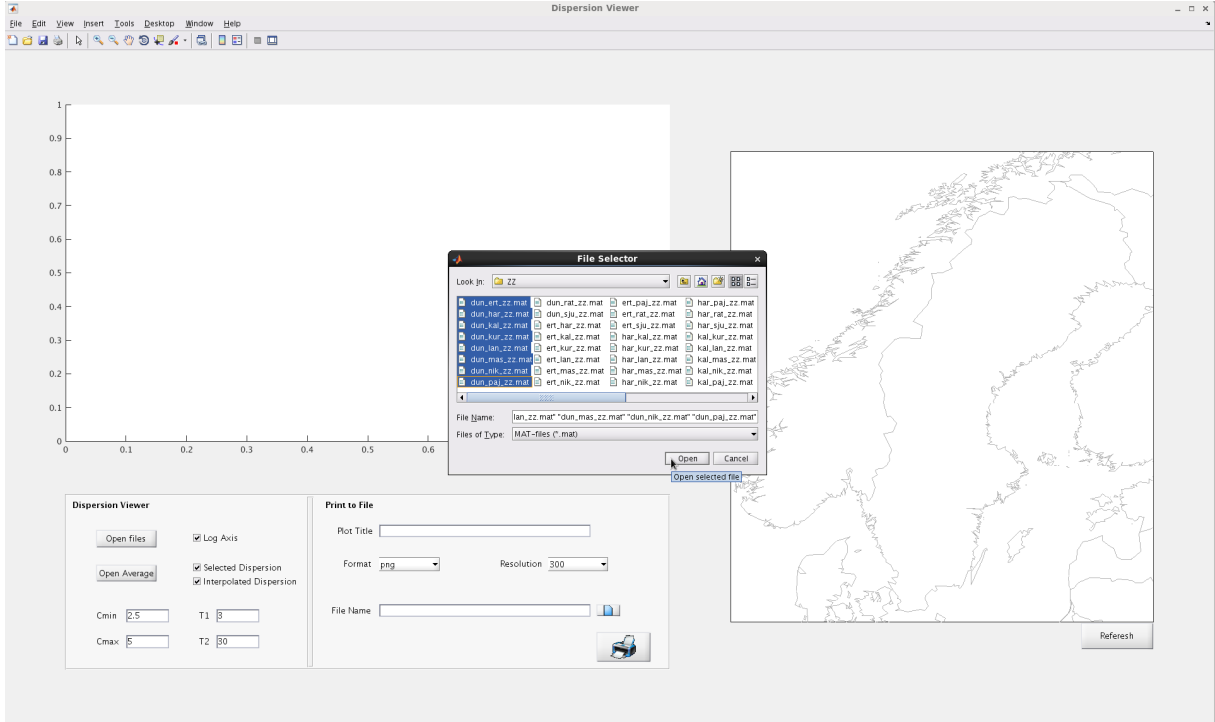 Dispersion Viewer
File Edit View Insert Tools Desktop Window Help
1
0.9
0.8
0.7
0.6
0.5
0.4
0.3
0.2
0.1
0
0 0.1 0.2 0.3 0.4 0.5 0.6
File Selector
Look In: ZZ
dun_ert_zz.mat dun_rat_zz.mat ert_paj_zz.mat har_paj_zz.mat
dun_har_zz.mat dun_sju_zz.mat ert_rat_zz.mat har_rat_zz.mat
dun_kal_zz.mat ert_har_zz.mat ert_sju_zz.mat har_sju_zz.mat
dun_kur_zz.mat ert_kal_zz.mat har_kal_zz.mat kal_kur_zz.mat
dun_lan_zz.mat ert_kur_zz.mat har_kur_zz.mat kal_lan_zz.mat
dun_mas_zz.mat ert_lan_zz.mat har_lan_zz.mat kal_mas_zz.mat
dun_nik_zz.mat ert_mas_zz.mat har_mas_zz.mat kal_nik_zz.mat
dun_paj_zz.mat ert_nik_zz.mat har_nik_zz.mat kal_paj_zz.mat
File Name: lan_zz.mat" "dun_mas_zz.mat" "dun_nik_zz.mat" "dun_paj_zz.mat"
Files of Type: MAT-files (*.mat)
Open Cancel
Open selected file
Dispersion Viewer
Open files Log Axis
Open Average Selected Dispersion
Interpolated Dispersion
Cmin 2.5 T1 3
Cmax 5 T2 30
Print to File
Plot Title
Format png Resolution 300
File Name
Referesh